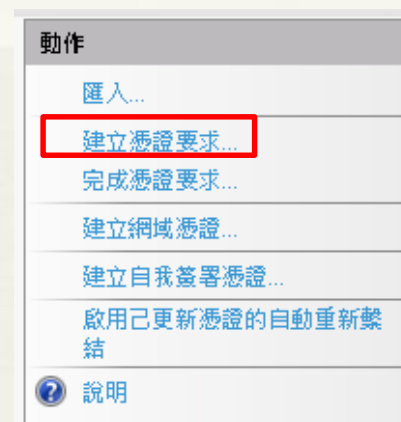 動作
匯入...
建立憑證要求...
完成憑證要求...
建立網域憑證...
建立自我簽署憑證...
啟用已更新憑證的自動重新繫
結
說明